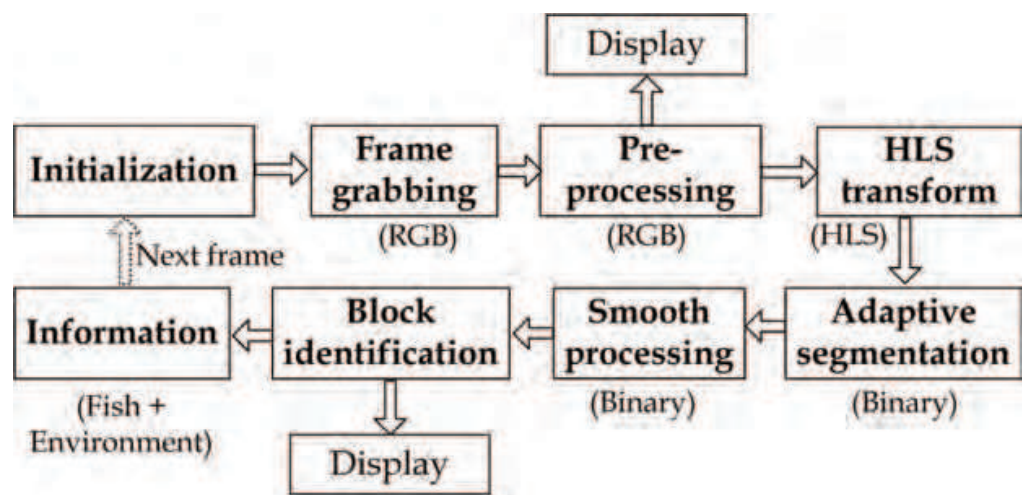 Display
Initialization
Frame
grabbing
(RGB)
Pre-
processing
(RGB)
HLS
transform
(HLS)
Next frame
Information
(Fish +
Environment)
Block
identification
Display
Smooth
processing
(Binary)
Adaptive
segmentation
(Binary)